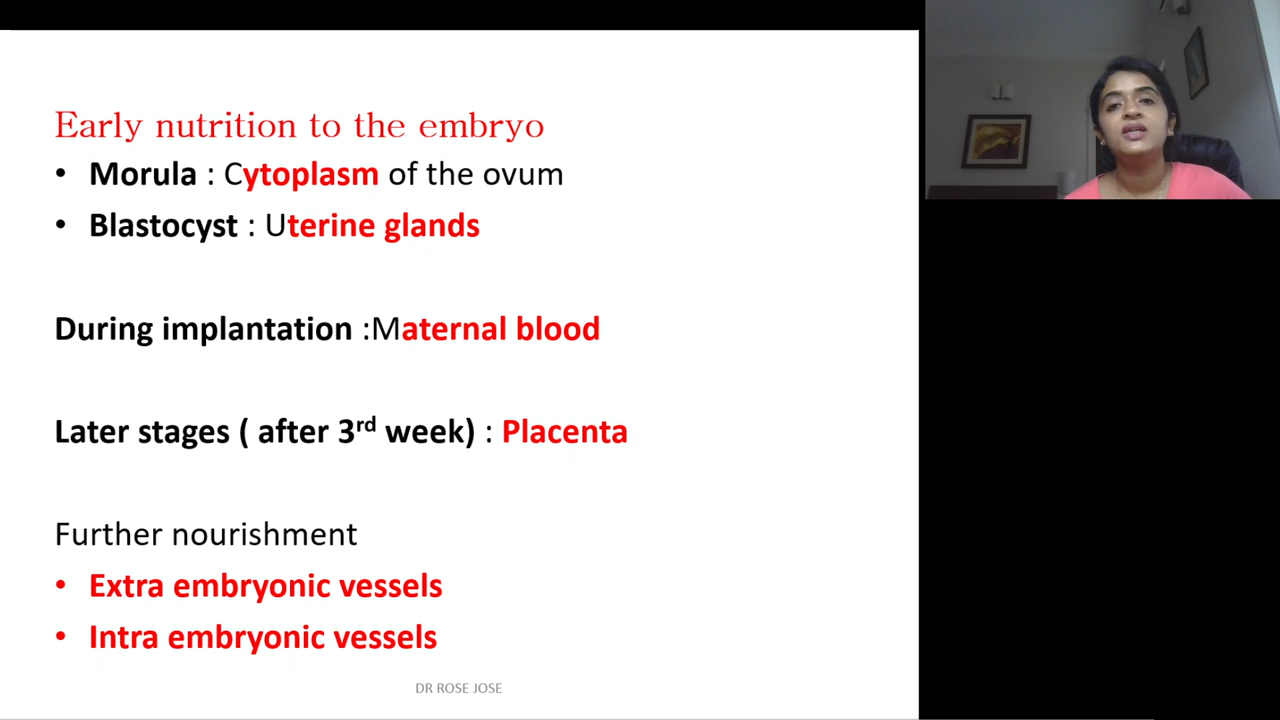 Early nutrition to the embryo
• Morula : Cytoplasm of the ovum
• Blastocyst : Uterine glands
During implantation :Maternal blood
Later stages ( after 3rd week) : Placenta
Further nourishment
• Extra embryonic vessels
• Intra embryonic vessels
DR ROSE JOSE